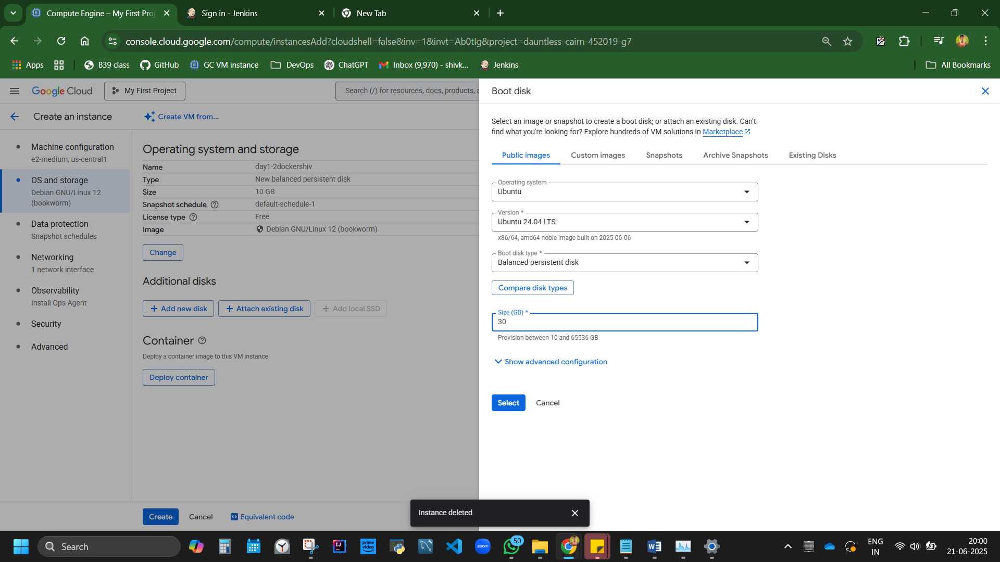 Compute Engine – My First Proj
Sign in - Jenkins
New Tab
console.cloud.google.com/compute/instancesAdd?cloudshell=false&inv=1&invt=Ab0tIg&project=dauntless-cairn-452019-g7
Apps
B39 class
GitHub
GC VM instance
DevOps
ChatGPT
Inbox (9,970) - shivk...
Jenkins
All Bookmarks
Google Cloud
My First Project
Search (/) for resources, docs, products, a
Create an instance
Create VM from...
Machine configuration
e2-medium, us-central1
OS and storage
Debian GNU/Linux 12
(bookworm)
Data protection
Snapshot schedules
Networking
1 network interface
Observability
Install Ops Agent
Security
Advanced
Operating system and storage
Name day1-2dockershiv
Type New balanced persistent disk
Size 10 GB
Snapshot schedule default-schedule-1
License type Free
Image Debian GNU/Linux 12 (bookworm)
Change
Additional disks
Add new disk
Attach existing disk
Add local SSD
Container
Deploy a container image to this VM instance
Deploy container
Create
Cancel
Equivalent code
Boot disk
Select an image or snapshot to create a boot disk; or attach an existing disk. Can't
find what you're looking for? Explore hundreds of VM solutions in Marketplace
Public images
Custom images
Snapshots
Archive Snapshots
Existing Disks
Operating system
Ubuntu
Version *
Ubuntu 24.04 LTS
x86/64, amd64 noble image built on 2025-06-06
Boot disk type *
Balanced persistent disk
Compare disk types
Size (GB) *
30
Provision between 10 and 65536 GB
Show advanced configuration
Select
Cancel
Instance deleted
Search
IJ
prime
video
zoom
50
ENG
IN
20:00
21-06-2025